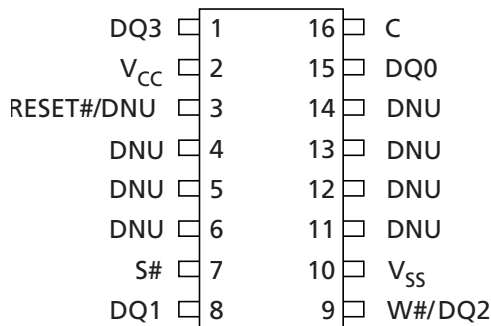 DQ3 1 16 C
VCC 2 15 DQ0
RESET#/DNU 3 14 DNU
DNU 4 13 DNU
DNU 5 12 DNU
DNU 6 11 DNU
S# 7 10 VSS
DQ1 8 9 W#/DQ2